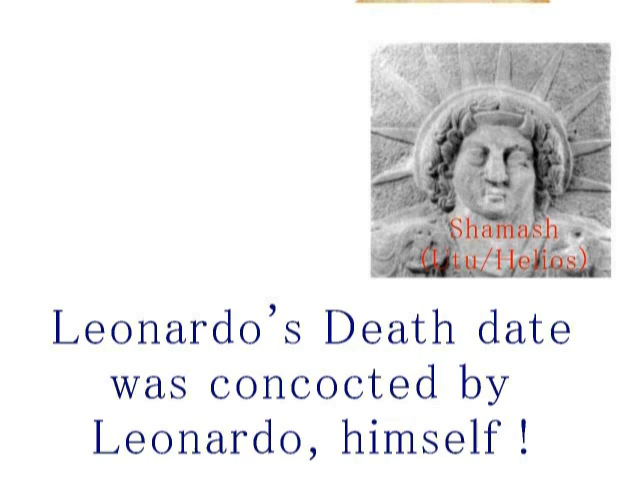 Shamash
(Utu/Helios)
Leonardo’s Death date
was concocted by
Leonardo, himself !